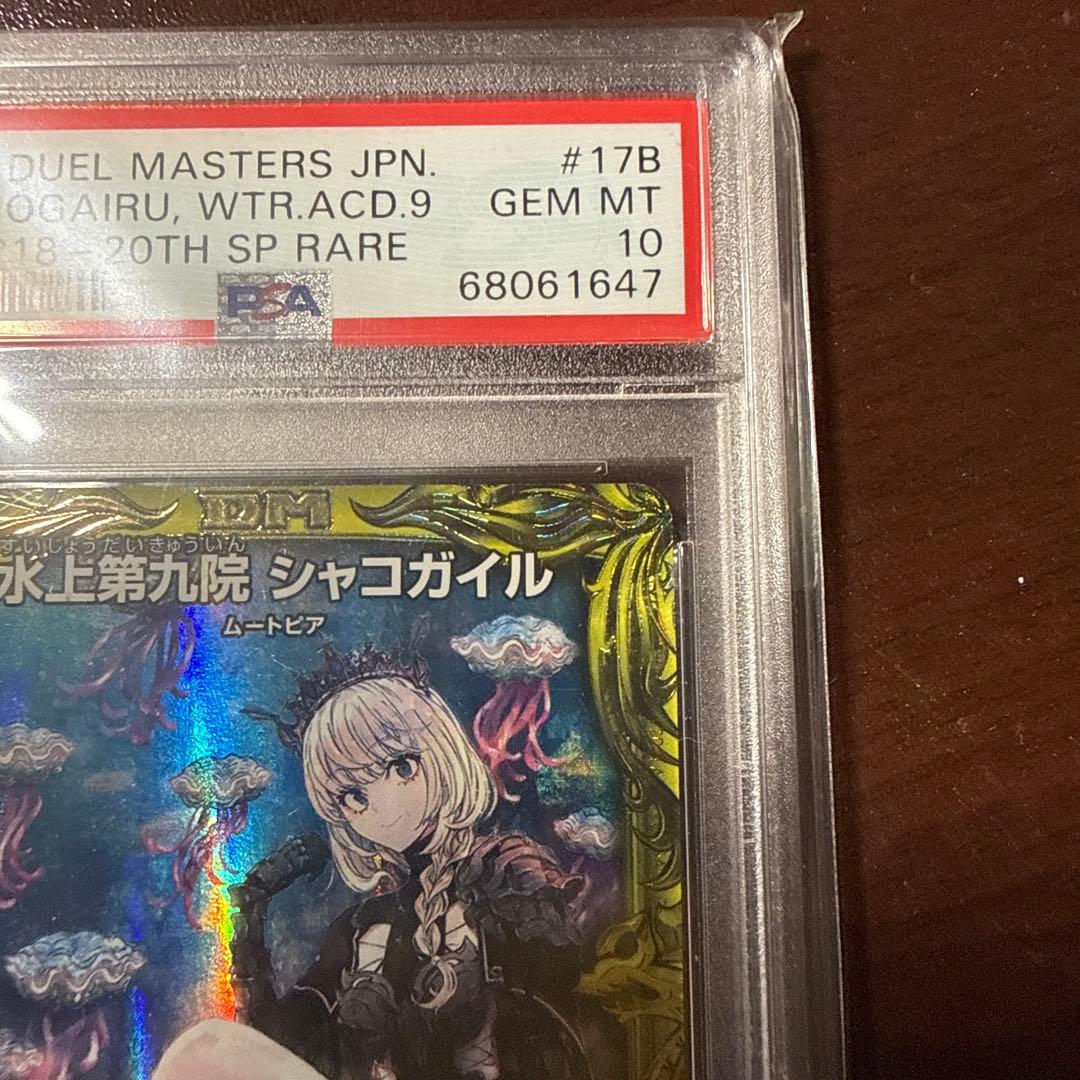 DUEL MASTERS JPN. #17B
OGAIRU, WTR.ACD.9 GEM MT
18-20TH SP RARE 10
PSA 68061647
DM
すいじょうだいきゅういん
水上第九院 シャコガイル
ムートピア